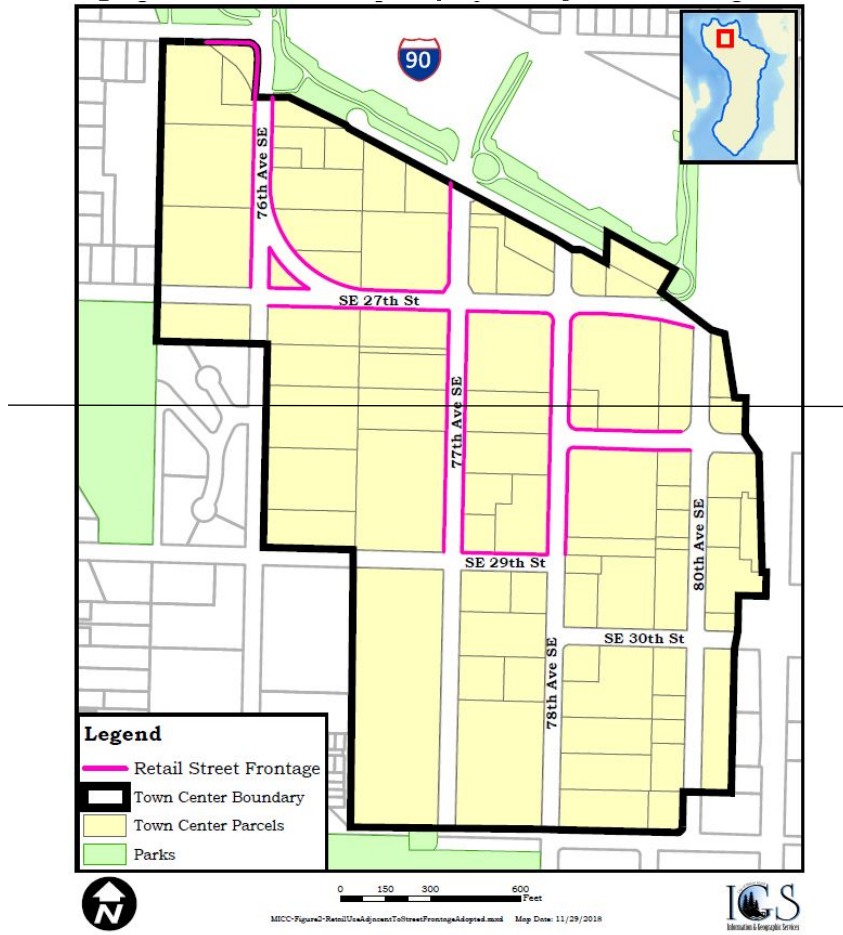 90
76th Ave SE
SE 27th St
77th Ave SE
80th Ave SE
SE 29th St
SE 30th St
78th Ave SE
Legend
Retail Street Frontage
Town Center Boundary
Town Center Parcels
Parks
N
0 150 300 600
Feet
MICC-Figure2-RetailUseAdjacentToStreetFrontageAdopted.mxd Map Date: 11/29/2018
IGS
Information & Geographic Services